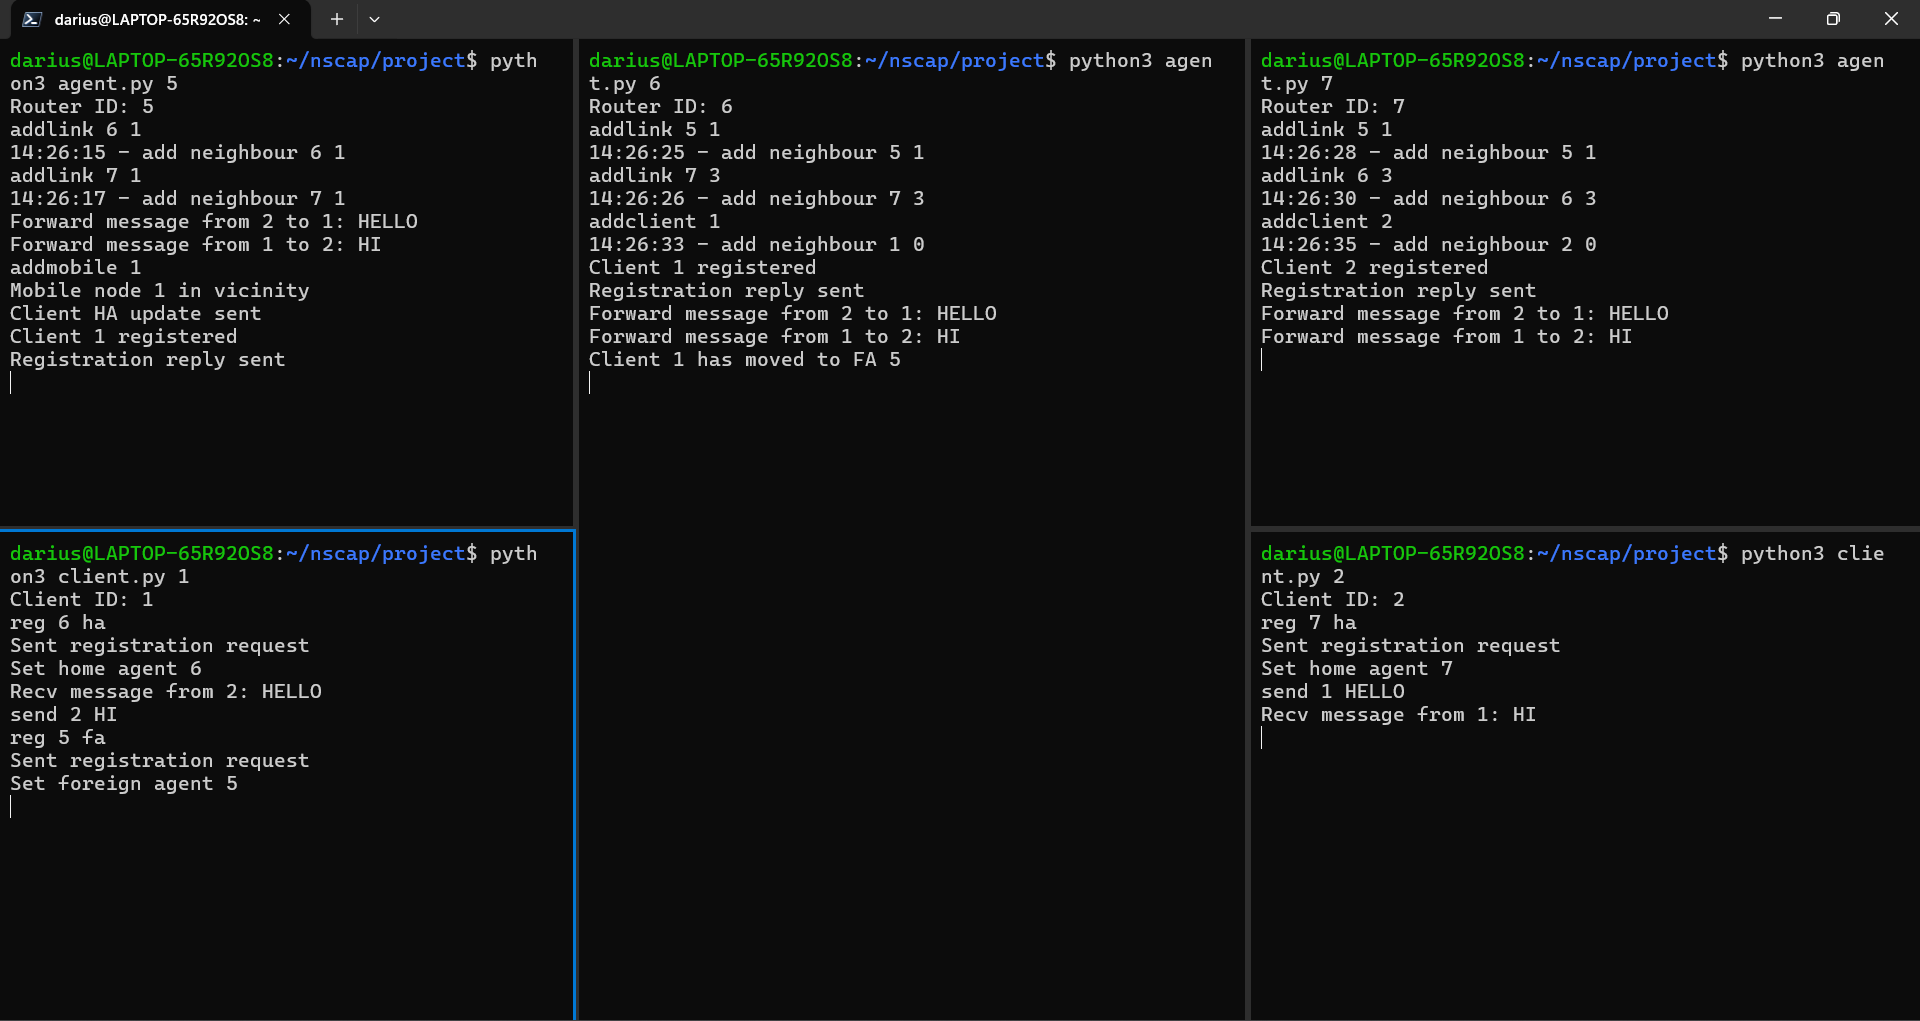 darius@LAPTOP-65R92OS8: ~
darius@LAPTOP-65R92OS8:~/nscap/project$ pyth
on3 agent.py 5
Router ID: 5
addlink 6 1
14:26:15 - add neighbour 6 1
addlink 7 1
14:26:17 - add neighbour 7 1
Forward message from 2 to 1: HELLO
Forward message from 1 to 2: HI
addmobile 1
Mobile node 1 in vicinity
Client HA update sent
Client 1 registered
Registration reply sent
darius@LAPTOP-65R92OS8:~/nscap/project$ python3 agen
t.py 6
Router ID: 6
addlink 5 1
14:26:25 - add neighbour 5 1
addlink 7 3
14:26:26 - add neighbour 7 3
addclient 1
14:26:33 - add neighbour 1 0
Client 1 registered
Registration reply sent
Forward message from 2 to 1: HELLO
Forward message from 1 to 2: HI
Client 1 has moved to FA 5
darius@LAPTOP-65R92OS8:~/nscap/project$ python3 agen
t.py 7
Router ID: 7
addlink 5 1
14:26:28 - add neighbour 5 1
addlink 6 3
14:26:30 - add neighbour 6 3
addclient 2
14:26:35 - add neighbour 2 0
Client 2 registered
Registration reply sent
Forward message from 2 to 1: HELLO
Forward message from 1 to 2: HI
darius@LAPTOP-65R92OS8:~/nscap/project$ pyth
on3 client.py 1
Client ID: 1
reg 6 ha
Sent registration request
Set home agent 6
Recv message from 2: HELLO
send 2 HI
reg 5 fa
Sent registration request
Set foreign agent 5
darius@LAPTOP-65R92OS8:~/nscap/project$ python3 clie
nt.py 2
Client ID: 2
reg 7 ha
Sent registration request
Set home agent 7
send 1 HELLO
Recv message from 1: HI